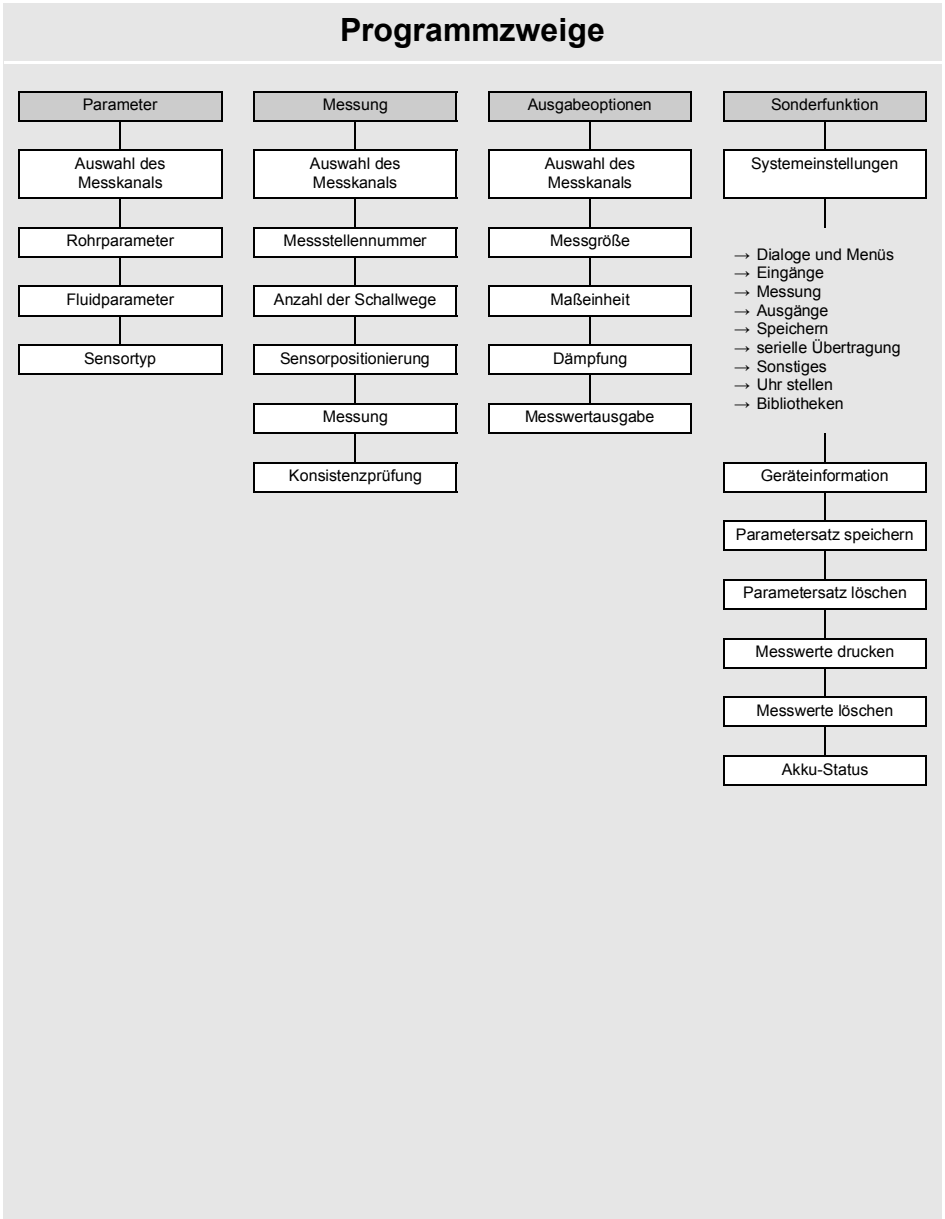 Programmzweige
Parameter
Auswahl des
Messkanals
Rohrparameter
Fluidparameter
Sensortyp
Messung
Auswahl des
Messkanals
Messstellennummer
Anzahl der Schallwege
Sensorpositionierung
Messung
Konsistenzprüfung
Ausgabeoptionen
Auswahl des
Messkanals
Messgröße
Maßeinheit
Dämpfung
Messwertausgabe
Sonderfunktion
Systemeinstellungen
→ Dialoge und Menüs
→ Eingänge
→ Messung
→ Ausgänge
→ Speichern
→ serielle Übertragung
→ Sonstiges
→ Uhr stellen
→ Bibliotheken
Geräteinformation
Parametersatz speichern
Parametersatz löschen
Messwerte drucken
Messwerte löschen
Akku-Status